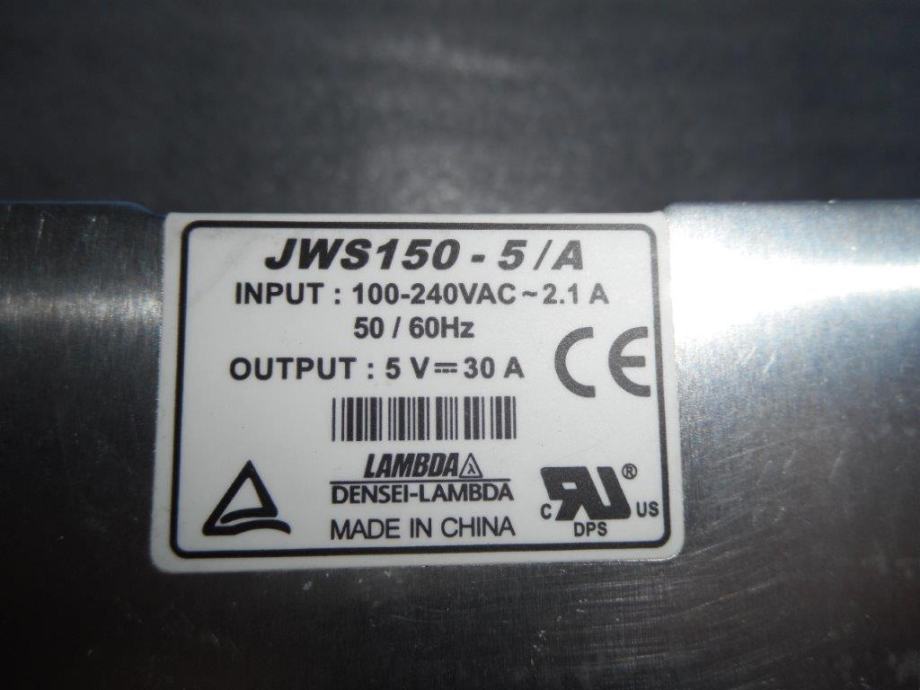 JWS150 - 5/A
INPUT : 100-240VAC ~ 2.1 A
50 / 60Hz
OUTPUT : 5 V ⎓ 30 A
CE
LAMBDA λ
DENSEI-LAMBDA
MADE IN CHINA
C RU ® US
DPS